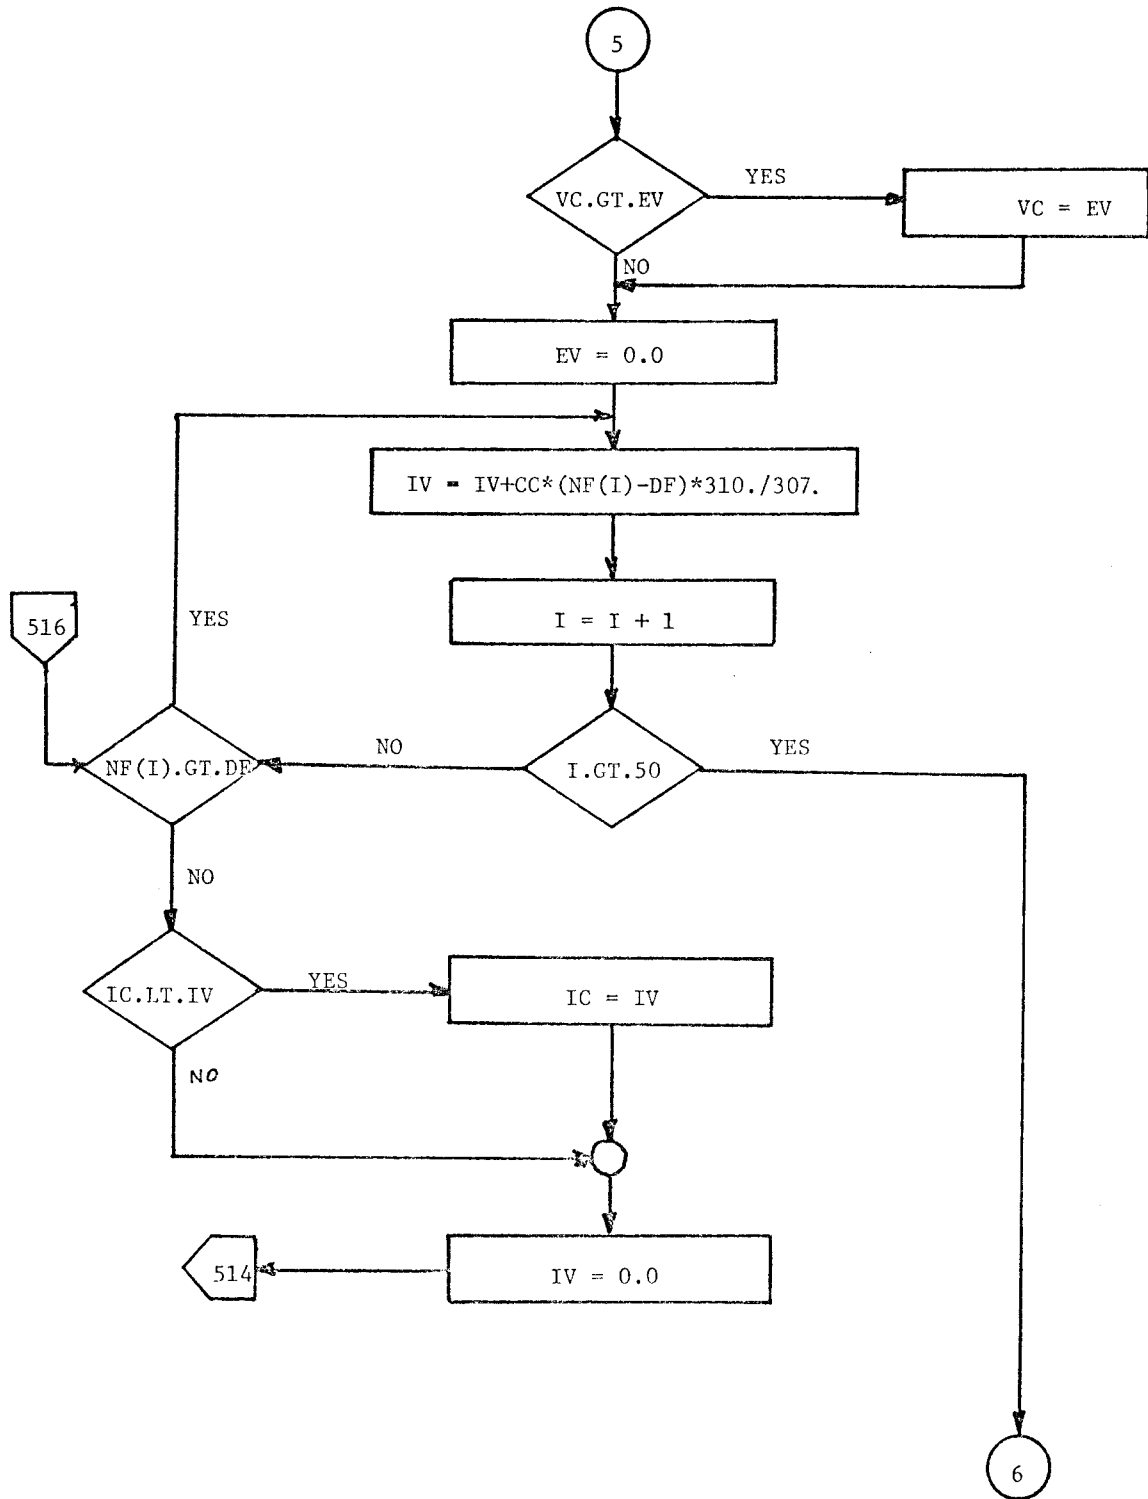 5
VC.GT.EV
YES
VC = EV
NO
EV = 0.0
IV = IV+CC*(NF(I)-DF)*310./307.
I = I + 1
516
YES
NF(I).GT.DF
NO
I.GT.50
YES
NO
IC.LT.IV
YES
IC = IV
NO
514
IV = 0.0
6